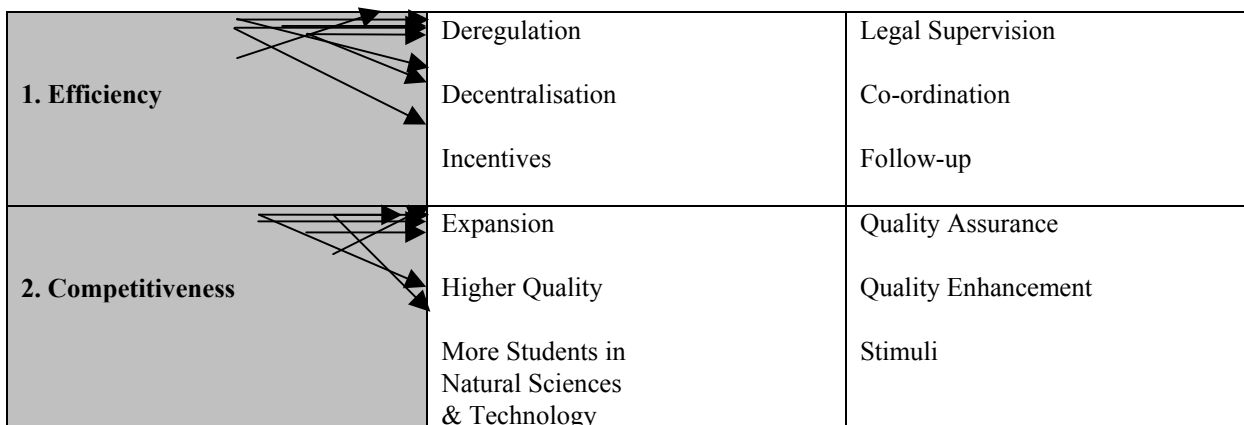 Deregulation
Legal Supervision
1. Efficiency
Decentralisation
Co-ordination
Incentives
Follow-up
Expansion
Quality Assurance
2. Competitiveness
Higher Quality
Quality Enhancement
More Students in
Stimuli
Natural Sciences
& Technology